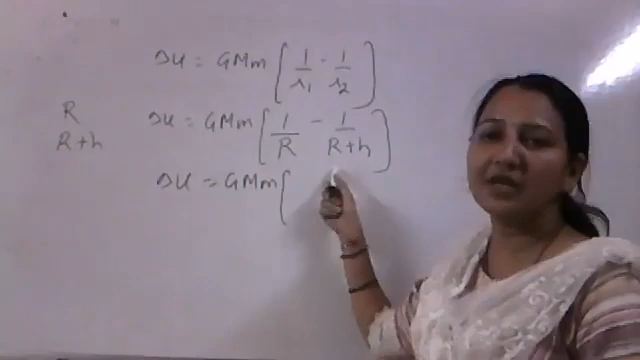 ΔU = GMm [ 1/r₁ - 1/r₂ ]
R
ΔU = GMm [ 1/R - 1/R+h ]
R+h
ΔU = GMm [